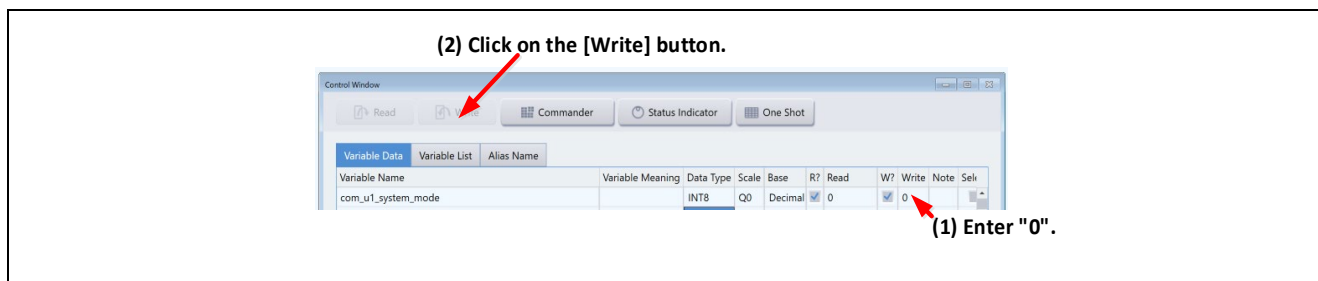 (2) Click on the [Write] button.
Control Window
Read Write Commander Status Indicator One Shot
Variable Data Variable List Alias Name
Variable Name Variable Meaning Data Type Scale Base R? Read W? Write Note Sele
com_u1_system_mode INT8 Q0 Decimal 0 0
(1) Enter "0".